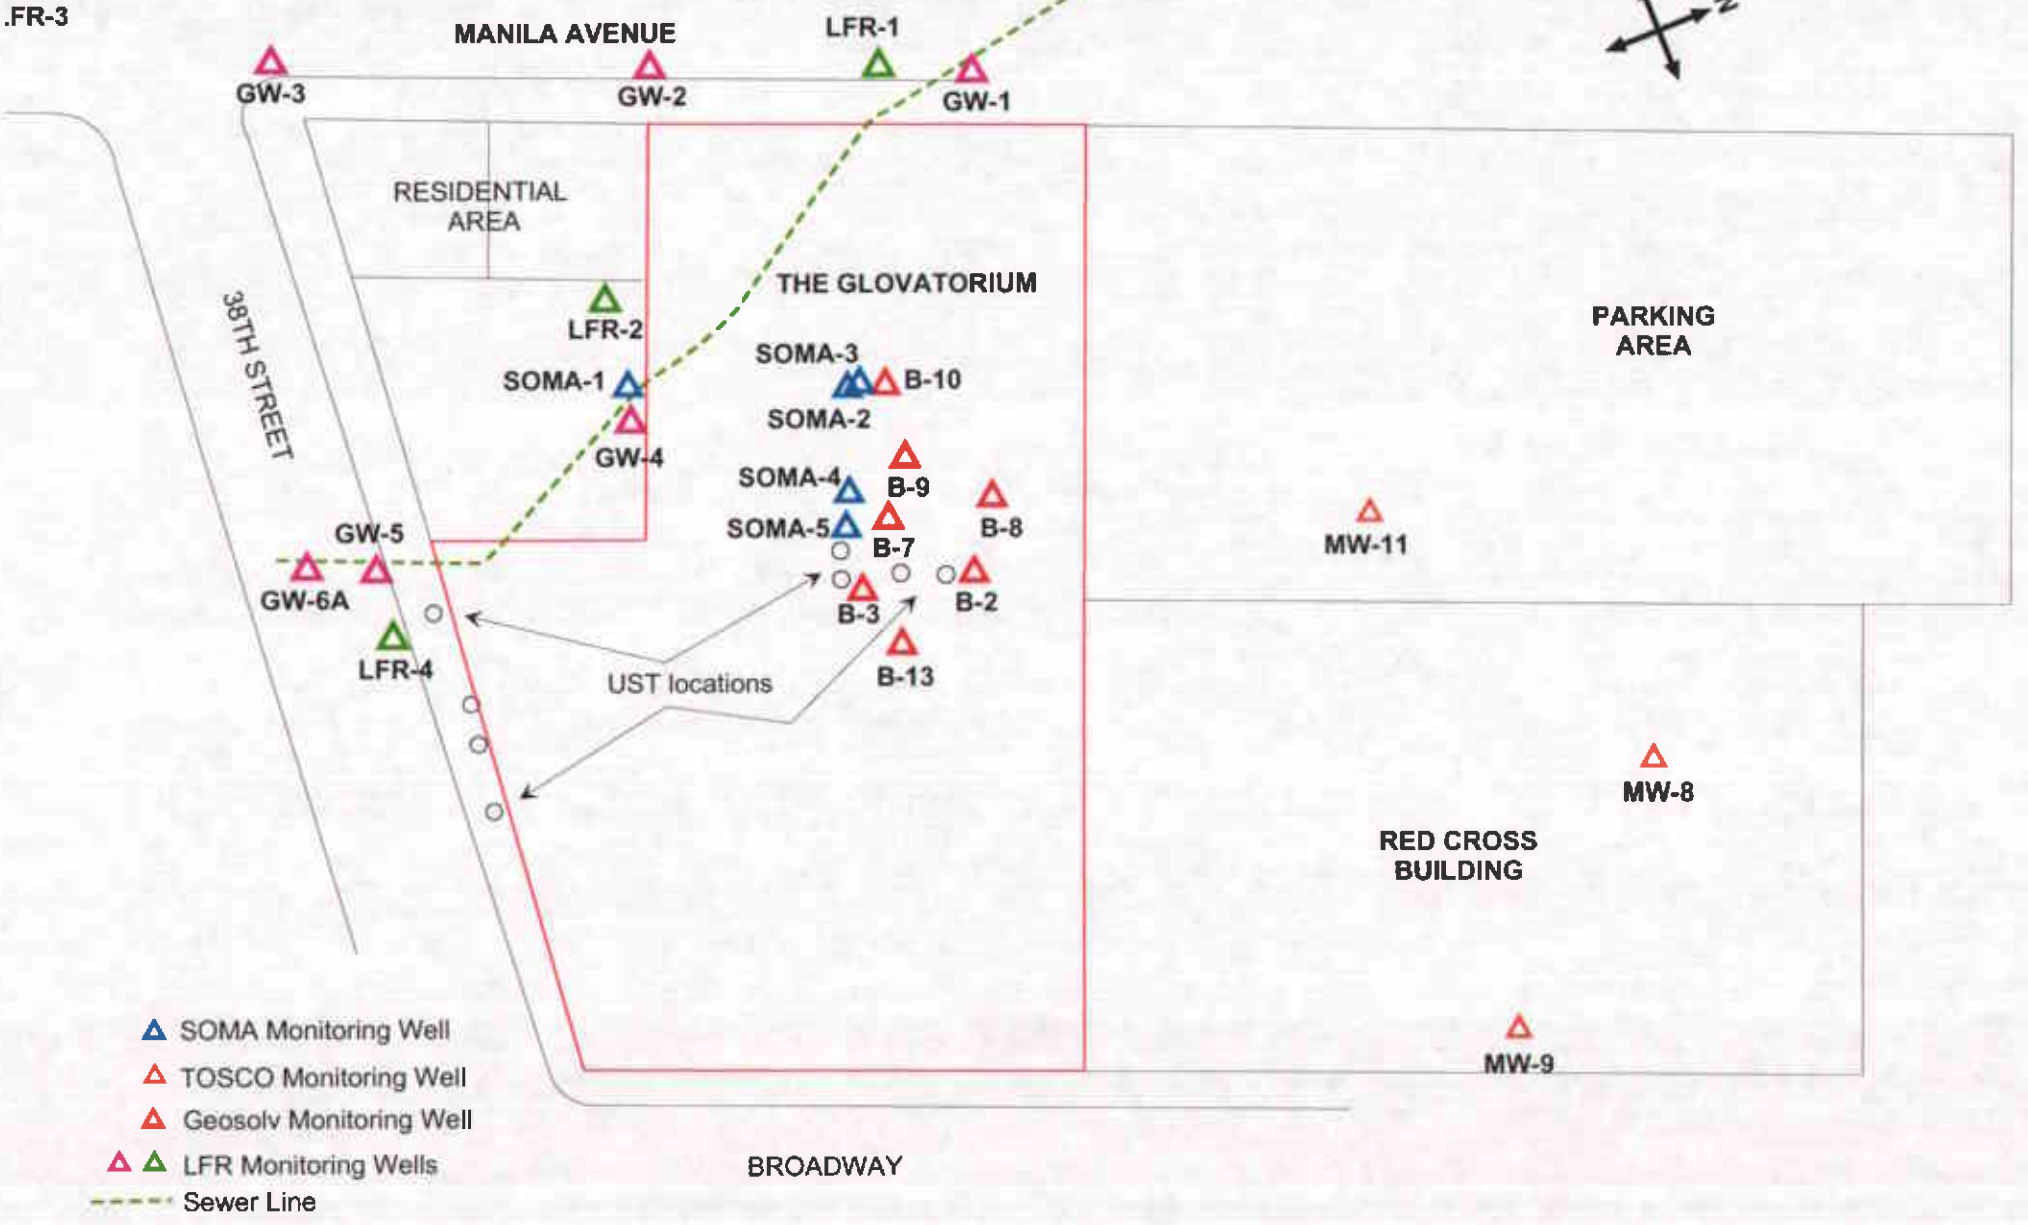 .FR-3
MANILA AVENUE
LFR-1
N
GW-3
GW-2
GW-1
RESIDENTIAL
AREA
THE GLOVATORIUM
38TH STREET
LFR-2
PARKING
AREA
SOMA-3
SOMA-1
B-10
SOMA-2
GW-4
SOMA-4
B-9
SOMA-5
B-8
GW-5
B-7
MW-11
GW-6A
B-3
B-2
LFR-4
UST locations
B-13
MW-8
RED CROSS
BUILDING
MW-9
SOMA Monitoring Well
TOSCO Monitoring Well
Geosolv Monitoring Well
LFR Monitoring Wells
Sewer Line
BROADWAY